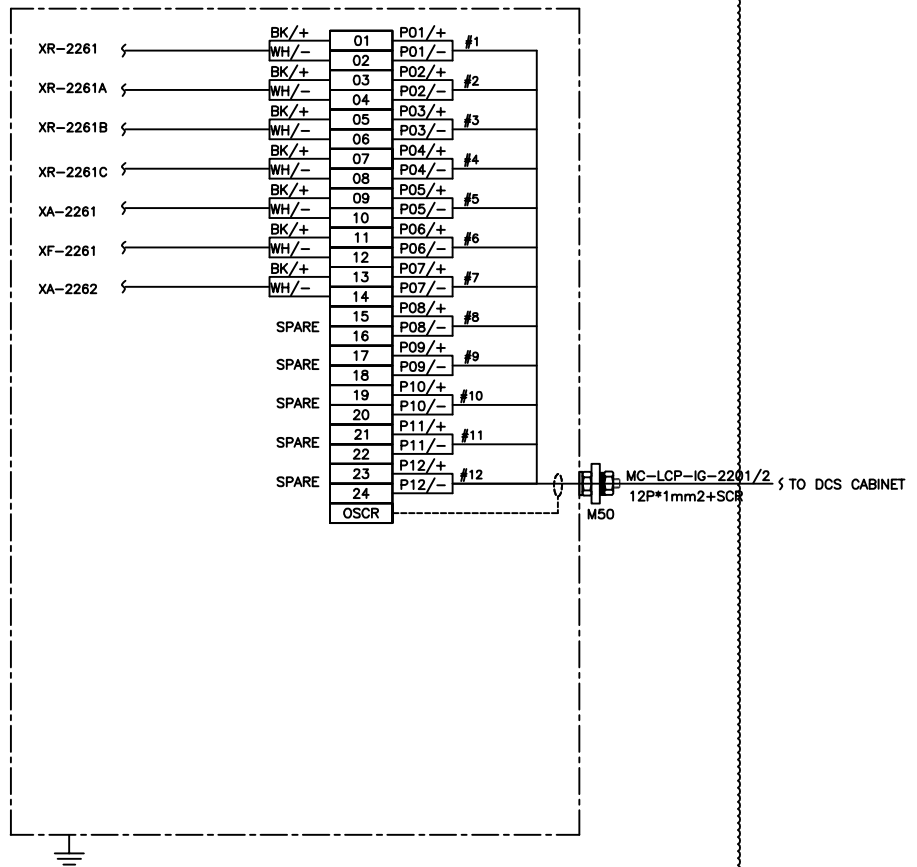 XR-2261 BK/+ 01 P01/+ #1
WH/- 02 P01/-
XR-2261A BK/+ 03 P02/+ #2
WH/- 04 P02/-
XR-2261B BK/+ 05 P03/+ #3
WH/- 06 P03/-
XR-2261C BK/+ 07 P04/+ #4
WH/- 08 P04/-
XA-2261 BK/+ 09 P05/+ #5
WH/- 10 P05/-
XF-2261 BK/+ 11 P06/+ #6
WH/- 12 P06/-
XA-2262 BK/+ 13 P07/+ #7
WH/- 14 P07/-
SPARE 15 P08/+ #8
16 P08/-
SPARE 17 P09/+ #9
18 P09/-
SPARE 19 P10/+ #10
20 P10/-
SPARE 21 P11/+ #11
22 P11/-
SPARE 23 P12/+ #12
24 P12/-
OSCR
MC-LCP-IG-2201/2 TO DCS CABINET
12P*1mm2+SCR
M50